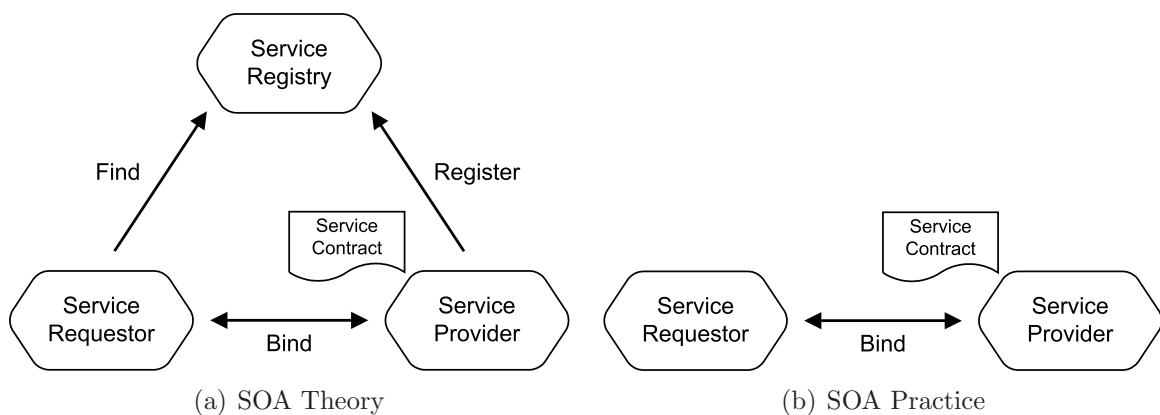 Service
Registry
Find
Register
Service
Contract
Service
Requestor
Bind
Service
Provider
(a) SOA Theory
Service
Contract
Service
Requestor
Bind
Service
Provider
(b) SOA Practice